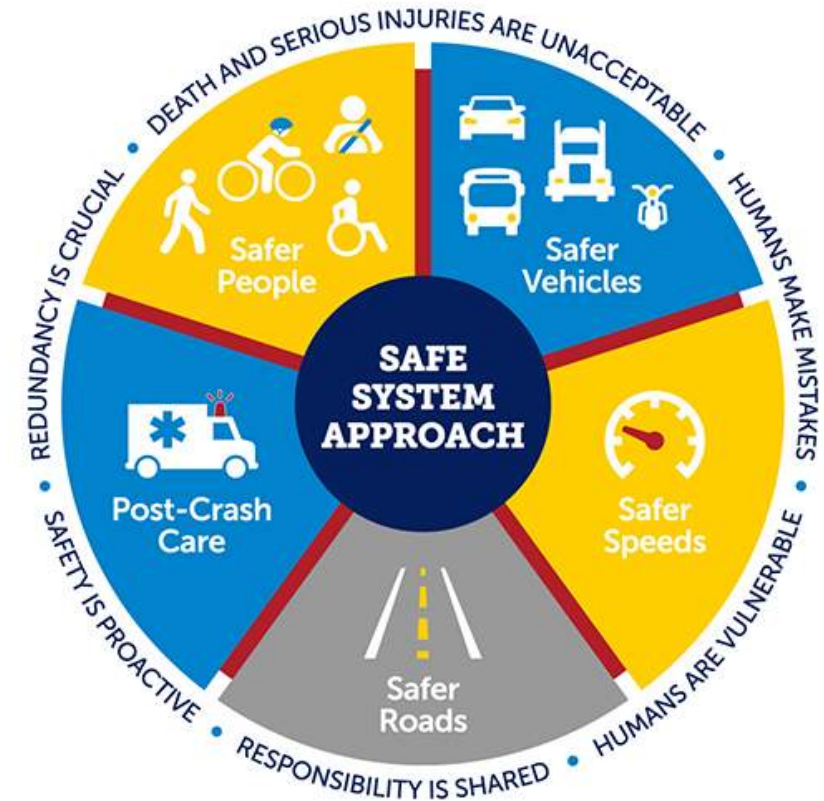 DEATH AND SERIOUS INJURIES ARE UNACCEPTABLE
HUMANS MAKE MISTAKES
HUMANS ARE VULNERABLE
RESPONSIBILITY IS SHARED
SAFETY IS PROACTIVE
REDUNDANCY IS CRUCIAL
Safer
People
Safer
Vehicles
SAFE
SYSTEM
APPROACH
Post-Crash
Care
Safer
Speeds
Safer
Roads